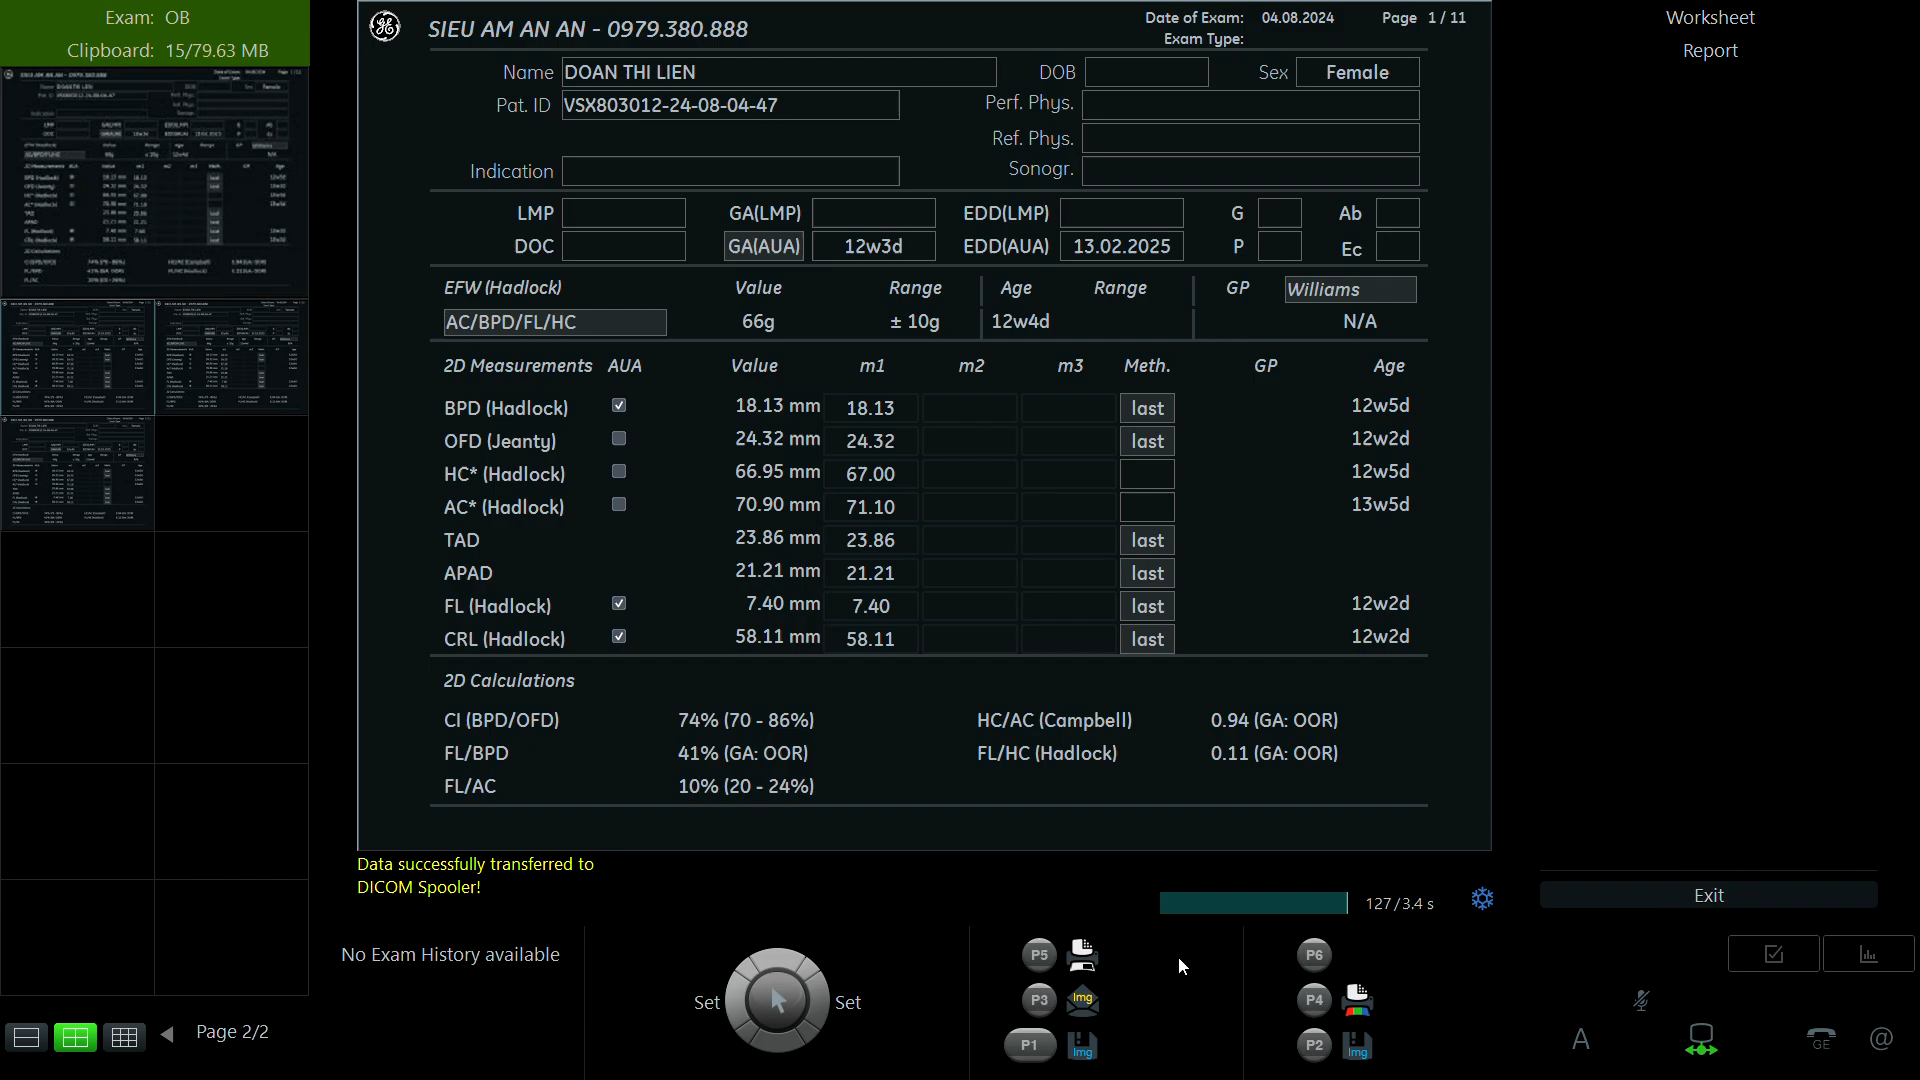 Exam: OB
Clipboard: 15/79.63 MB
SIEU AM AN AN - 0979.380.888
Date of Exam: 04.08.2024 Page 1 / 11
Exam Type:
Name DOAN THI LIEN DOB Sex Female
Pat. ID VSX803012-24-08-04-47 Perf. Phys.
Ref. Phys.
Indication Sonogr.
LMP GA(LMP) EDD(LMP) G Ab
DOC GA(AUA) 12w3d EDD(AUA) 13.02.2025 P Ec
EFW (Hadlock) Value Range Age Range GP Williams
AC/BPD/FL/HC 66g ± 10g 12w4d N/A
2D Measurements AUA Value m1 m2 m3 Meth. GP Age
BPD (Hadlock) 18.13 mm 18.13 last 12w5d
OFD (Jeanty) 24.32 mm 24.32 last 12w2d
HC* (Hadlock) 66.95 mm 67.00 12w5d
AC* (Hadlock) 70.90 mm 71.10 13w5d
TAD 23.86 mm 23.86 last
APAD 21.21 mm 21.21 last
FL (Hadlock) 7.40 mm 7.40 last 12w2d
CRL (Hadlock) 58.11 mm 58.11 last 12w2d
2D Calculations
CI (BPD/OFD) 74% (70 - 86%) HC/AC (Campbell) 0.94 (GA: OOR)
FL/BPD 41% (GA: OOR) FL/HC (Hadlock) 0.11 (GA: OOR)
FL/AC 10% (20 - 24%)
Data successfully transferred to
DICOM Spooler!
127/3.4 s
Worksheet
Report
Exit
No Exam History available
Set Set
P5
P3 Img
P1 Img
P6
P4
P2 Img
A GE @
Page 2/2